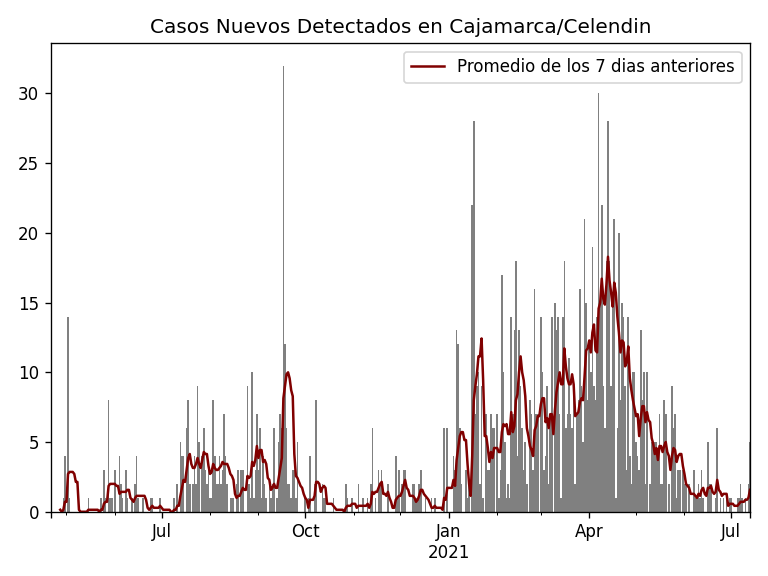 Casos Nuevos Detectados en Cajamarca/Celendin
Promedio de los 7 dias anteriores
30
25
20
15
10
5
0
Jul
Oct
Jan
2021
Apr
Jul